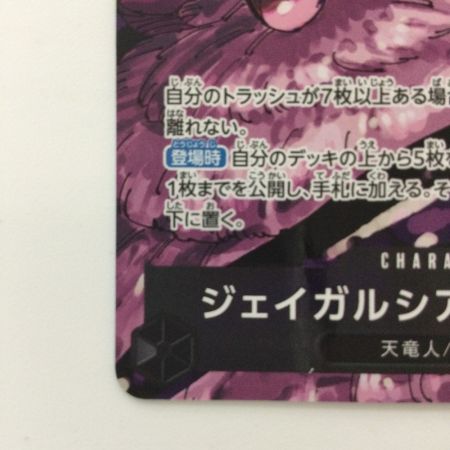 自分のトラッシュが7枚以上ある場合
離れない。
登場時 自分のデッキの上から5枚を
1枚までを公開し、手札に加える。そ
下に置く。
CHARA
ジェイガルシア
天竜人/